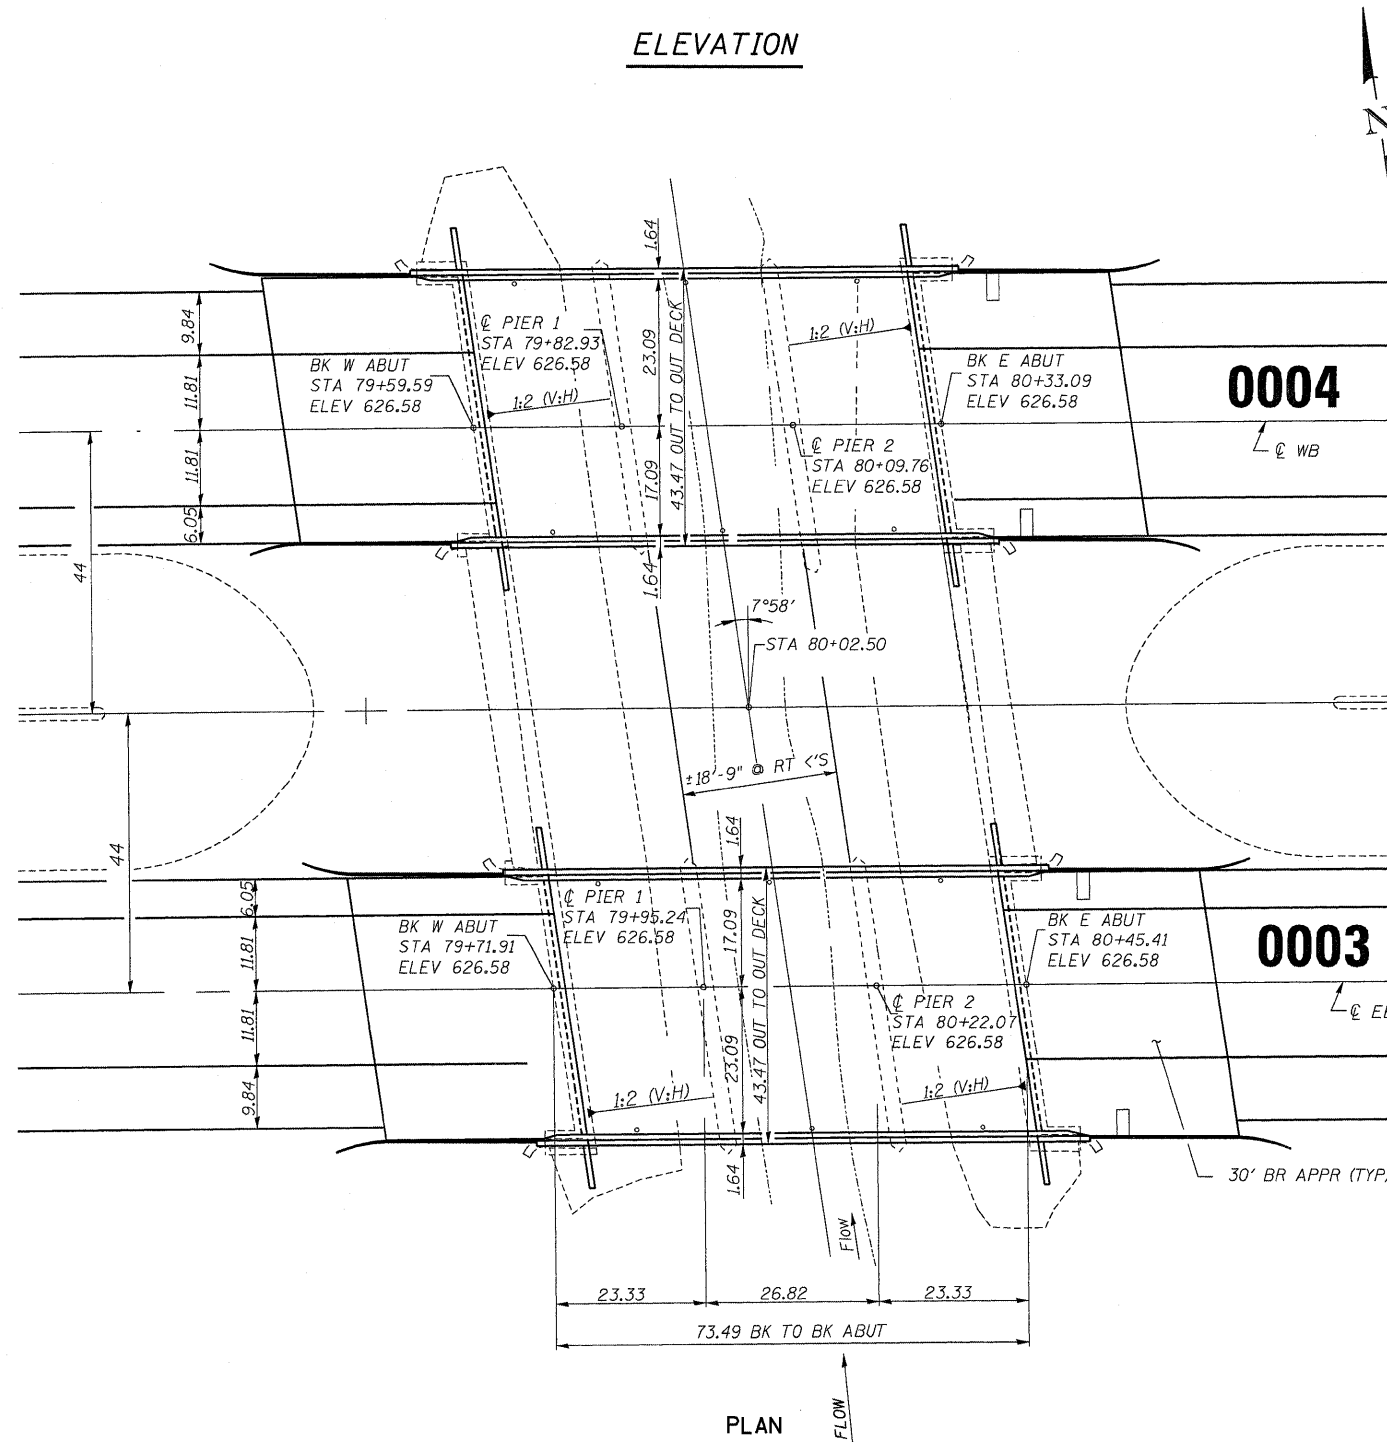 ELEVATION
N
1.64
9.84
℄ PIER 1
STA 79+82.93
ELEV 626.58
23.09
43.47 OUT TO OUT DECK
1:2 (V:H)
BK W ABUT
STA 79+59.59
ELEV 626.58
BK E ABUT
STA 80+33.09
ELEV 626.58
0004
11.81
1:2 (V:H)
℄ WB
11.81
17.09
℄ PIER 2
STA 80+09.76
ELEV 626.58
6.05
44
1.64
7°58'
STA 80+02.50
±18'-9" @ RT <'S
44
1.64
6.05
℄ PIER 1
STA 79+95.24
ELEV 626.58
17.09
43.47 OUT TO OUT DECK
BK W ABUT
STA 79+71.91
ELEV 626.58
BK E ABUT
STA 80+45.41
ELEV 626.58
0003
11.81
℄ PIER 2
STA 80+22.07
ELEV 626.58
11.81
23.09
9.84
1:2 (V:H)
1:2 (V:H)
1.64
30' BR APPR (TYP.
Flow
23.33
26.82
23.33
73.49 BK TO BK ABUT
PLAN
FLOW